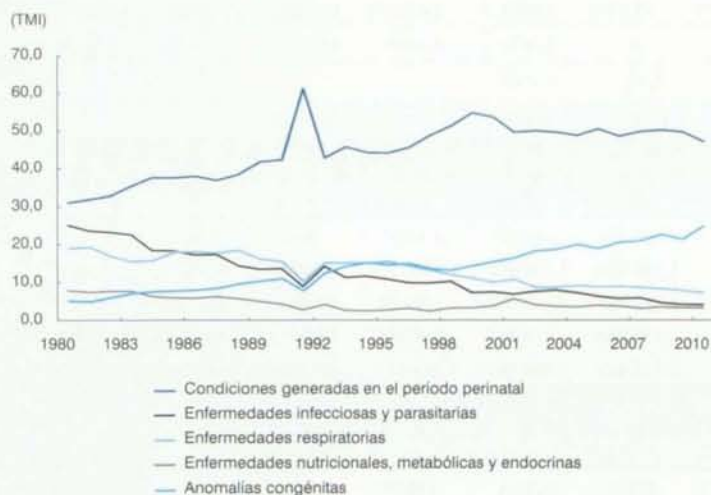 (TMI)
70,0
60,0
50,0
40,0
30,0
20,0
10,0
0,0
1980 1983 1986 1989 1992 1995 1998 2001 2004 2007 2010
Condiciones generadas en el período perinatal
Enfermedades infecciosas y parasitarias
Enfermedades respiratorias
Enfermedades nutricionales, metabólicas y endocrinas
Anomalías congénitas